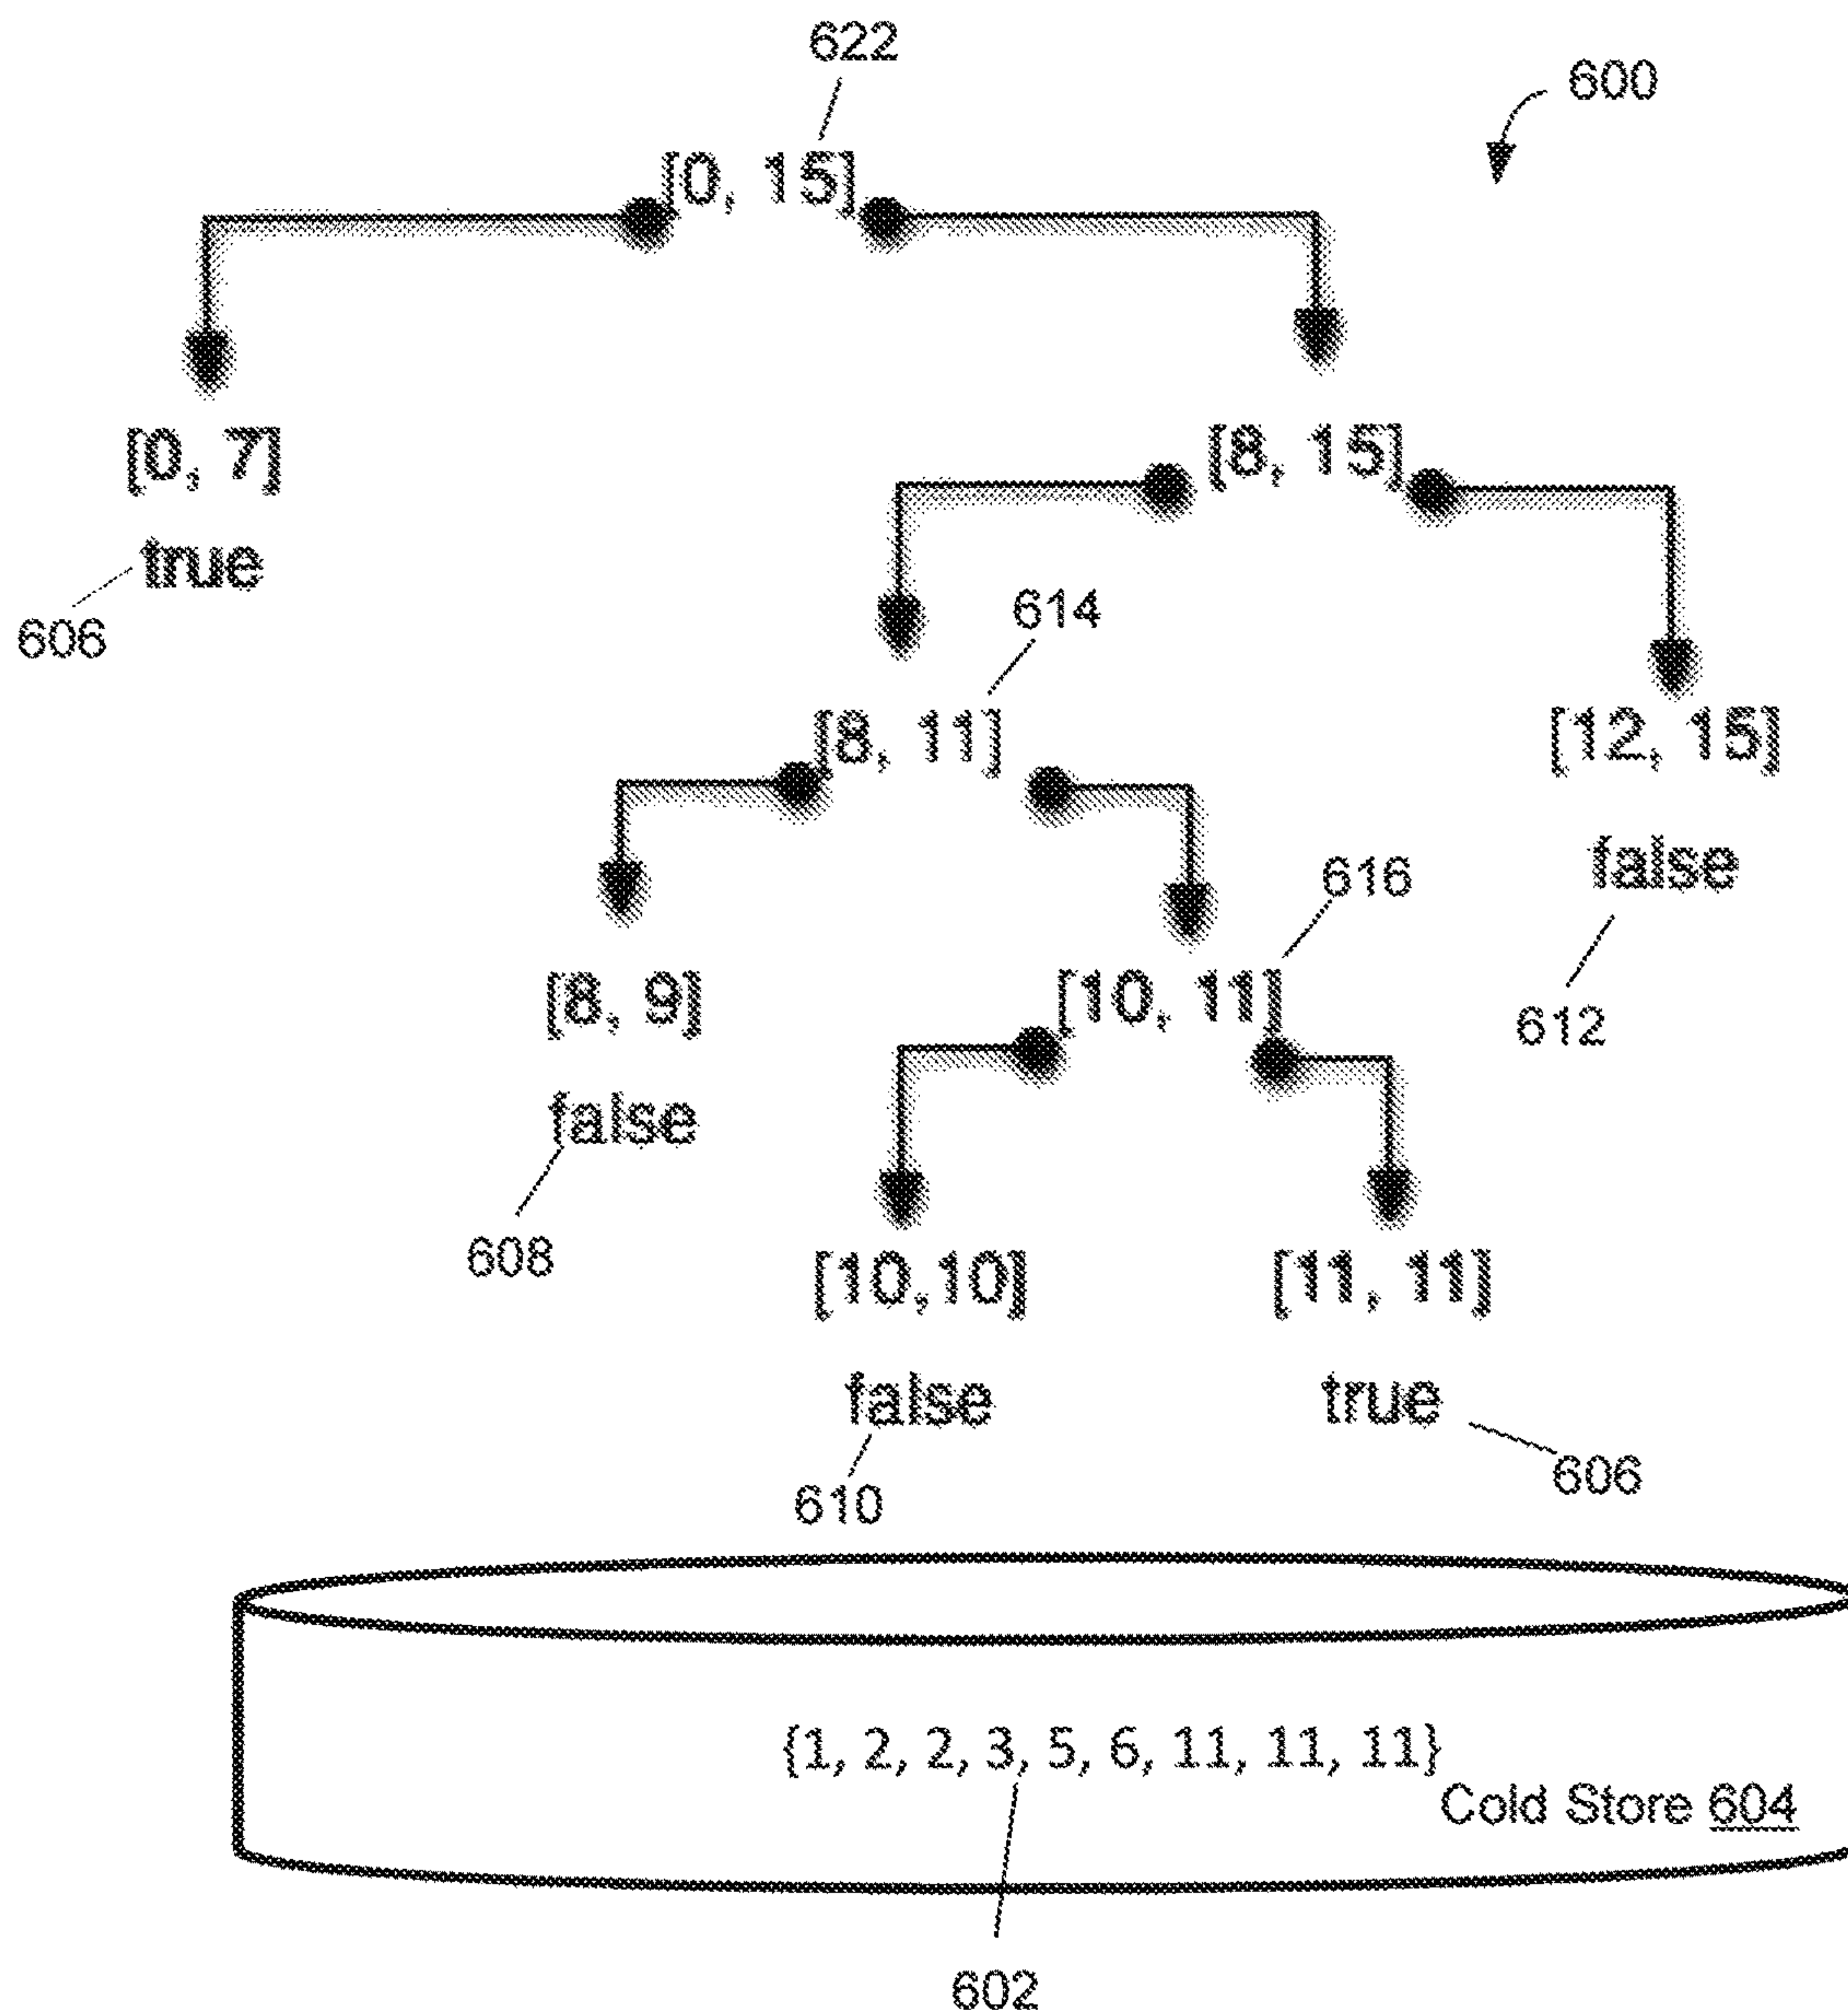 622
600
[0, 15]
[0, 7]
[8, 15]
true
606
614
[8, 11]
[12, 15]
false
616
612
[8, 9]
[10, 11]
false
608
[10,10]
[11, 11]
false
true
606
610
{1, 2, 2, 3, 5, 6, 11, 11, 11}
Cold Store 604
602